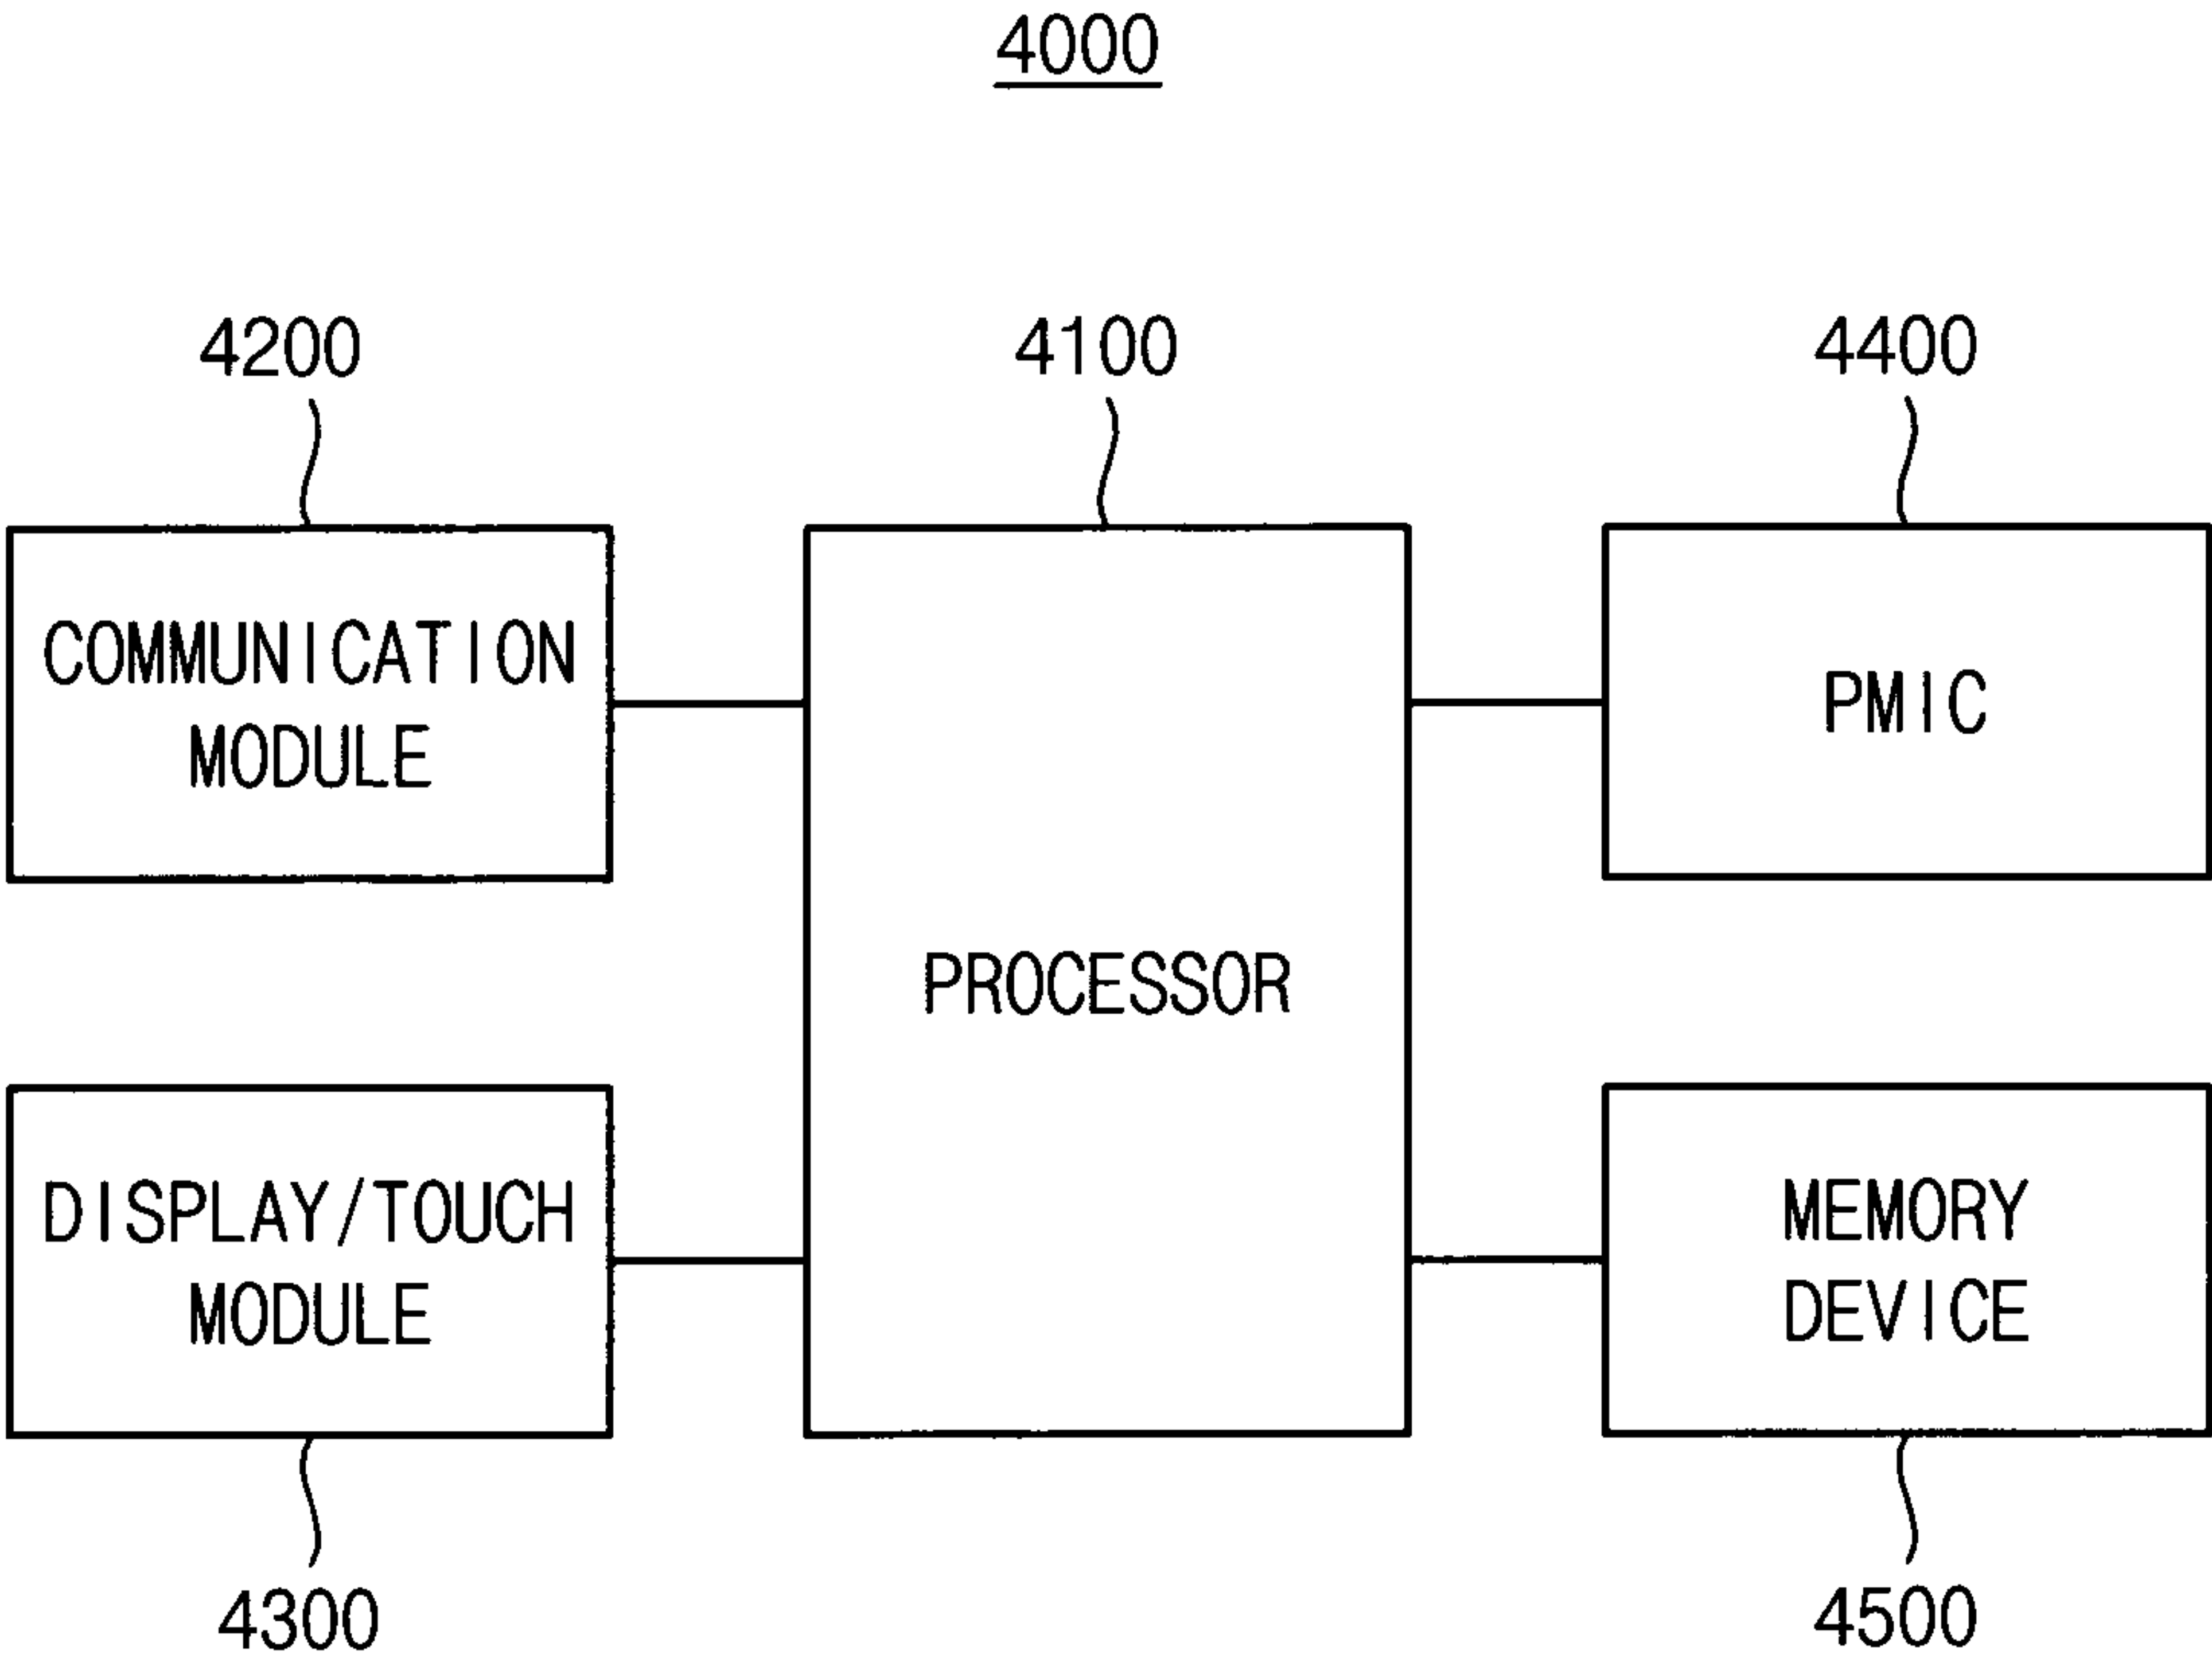 4000
4200
4100
4400
COMMUNICATION
MODULE
PROCESSOR
PMIC
DISPLAY/TOUCH
MODULE
MEMORY
DEVICE
4300
4500